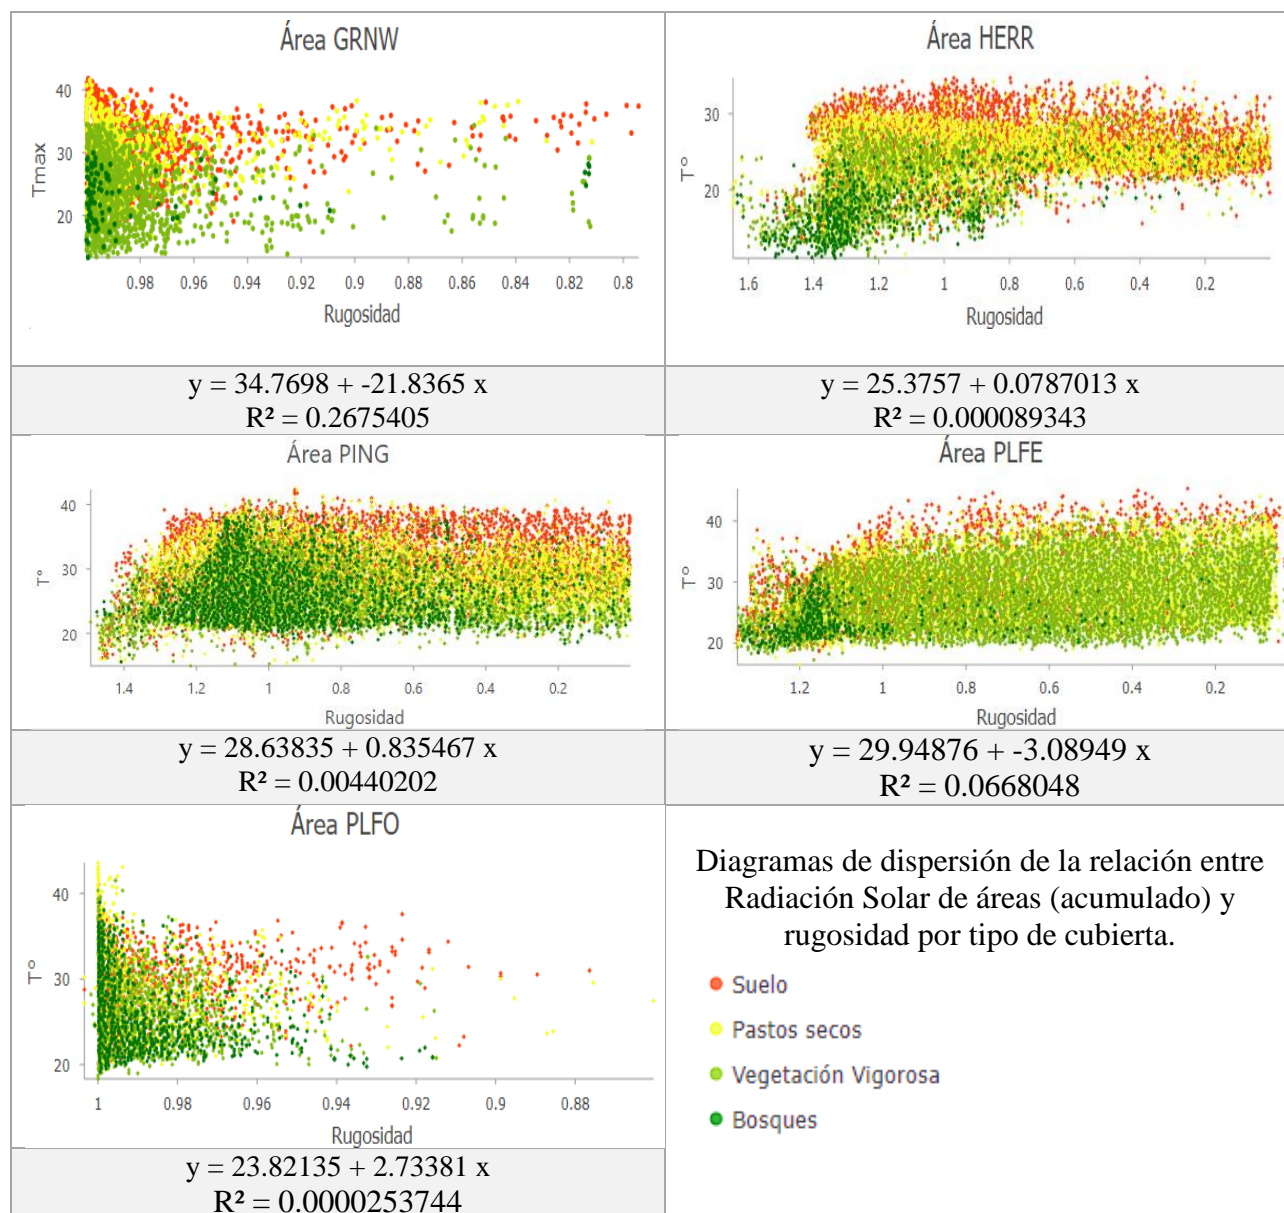 Área GRNW
40
30
20
Tmax
0.98 0.96 0.94 0.92 0.9 0.88 0.86 0.84 0.82 0.8
Rugosidad
y = 34.7698 + -21.8365 x
R² = 0.2675405
Área HERR
30
20
T°
1.6 1.4 1.2 1 0.8 0.6 0.4 0.2
Rugosidad
y = 25.3757 + 0.0787013 x
R² = 0.000089343
Área PING
40
30
20
T°
1.4 1.2 1 0.8 0.6 0.4 0.2
Rugosidad
y = 28.63835 + 0.835467 x
R² = 0.00440202
Área PLFE
40
30
20
T°
1.2 1 0.8 0.6 0.4 0.2
Rugosidad
y = 29.94876 + -3.08949 x
R² = 0.0668048
Área PLFO
40
30
20
T°
1 0.98 0.96 0.94 0.92 0.9 0.88
Rugosidad
y = 23.82135 + 2.73381 x
R² = 0.0000253744
Diagramas de dispersión de la relación entre
Radiación Solar de áreas (acumulado) y
rugosidad por tipo de cubierta.
Suelo
Pastos secos
Vegetación Vigorosa
Bosques